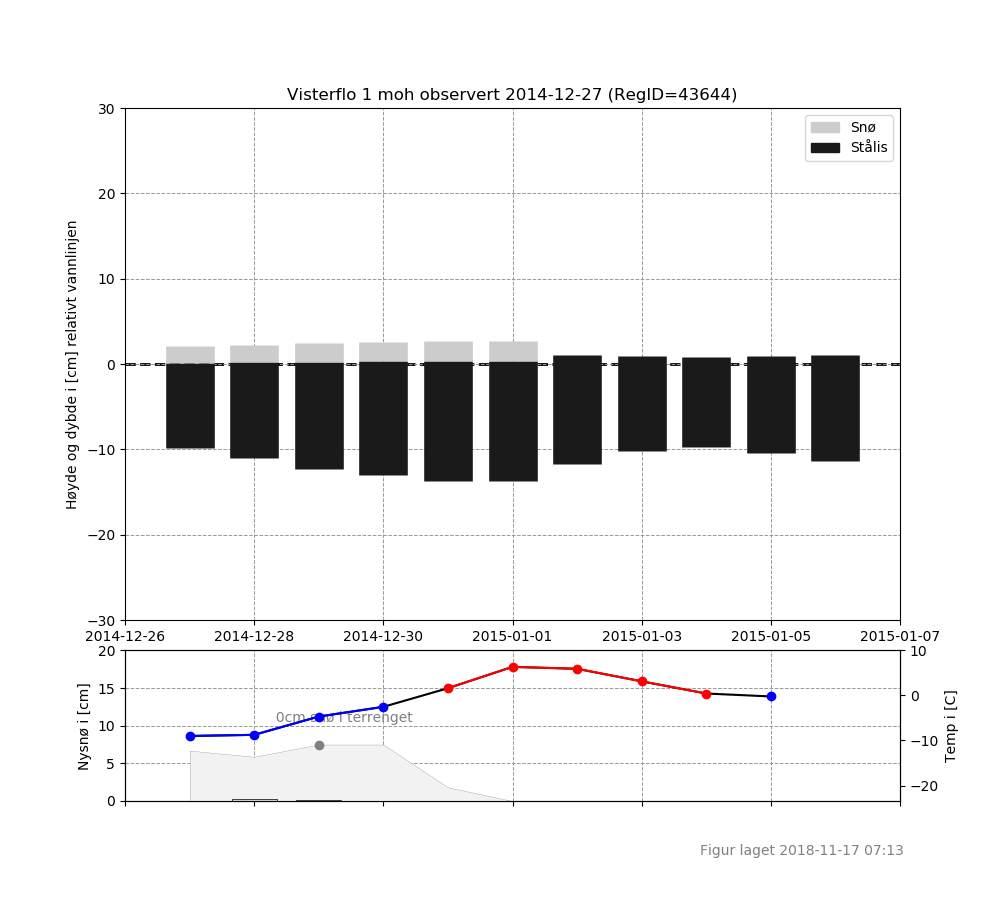 Visterflo 1 moh observert 2014-12-27 (RegID=43644)
Høyde og dybde i [cm] relativt vannlinjen
30
20
10
0
−10
−20
−30
Snø
Stålis
2014-12-26 2014-12-28 2014-12-30 2015-01-01 2015-01-03 2015-01-05 2015-01-07
Nysnø i [cm]
20
15
10
5
0
0cm snø i terrenget
10
0
−10
−20
Temp i [C]
Figur laget 2018-11-17 07:13